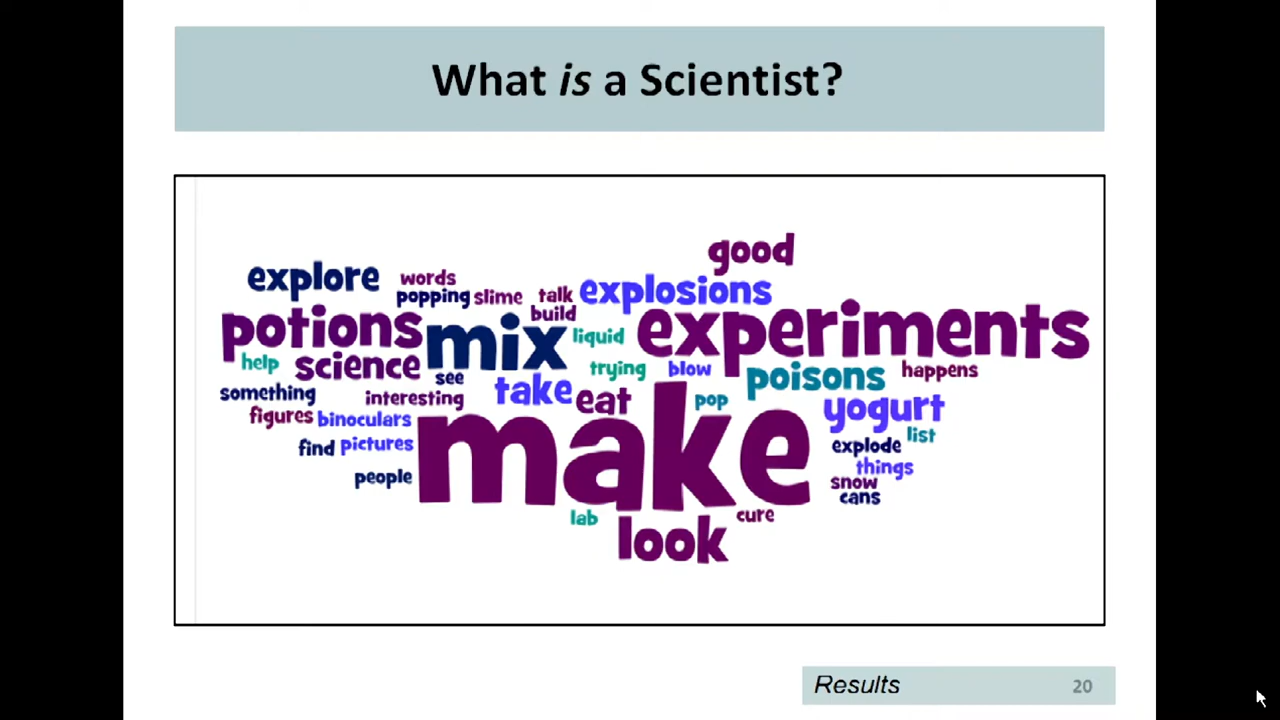 What is a Scientist?
good
explore words
popping slime talk explosions
build
potions mix liquid experiments
help science see trying blow poisons happens
something interesting take eat pop yogurt
figures binoculars
find pictures make explode list
things
people snow
cans
lab look cure
Results 20